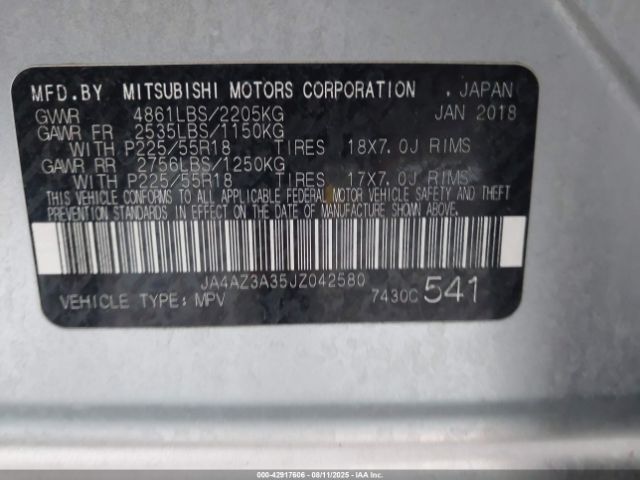 MFD.BY MITSUBISHI MOTORS CORPORATION . JAPAN
GVWR 4861LBS/2205KG JAN 2018
GAWR FR 2535LBS/1150KG
WITH P225/55R18 TIRES 18X7.0J RIMS
GAWR RR 2756LBS/1250KG
WITH P225/55R18 TIRES 17X7.0J RIMS
THIS VEHICLE CONFORMS TO ALL APPLICABLE FEDERAL MOTOR VEHICLE SAFETY AND THEFT
PREVENTION STANDARDS IN EFFECT ON THE DATE OF MANUFACTURE SHOWN ABOVE.
JA4AZ3A35JZ042580
VEHICLE TYPE: MPV 7430C 541
000-42917606 - 08/11/2025 - IAAI.COM